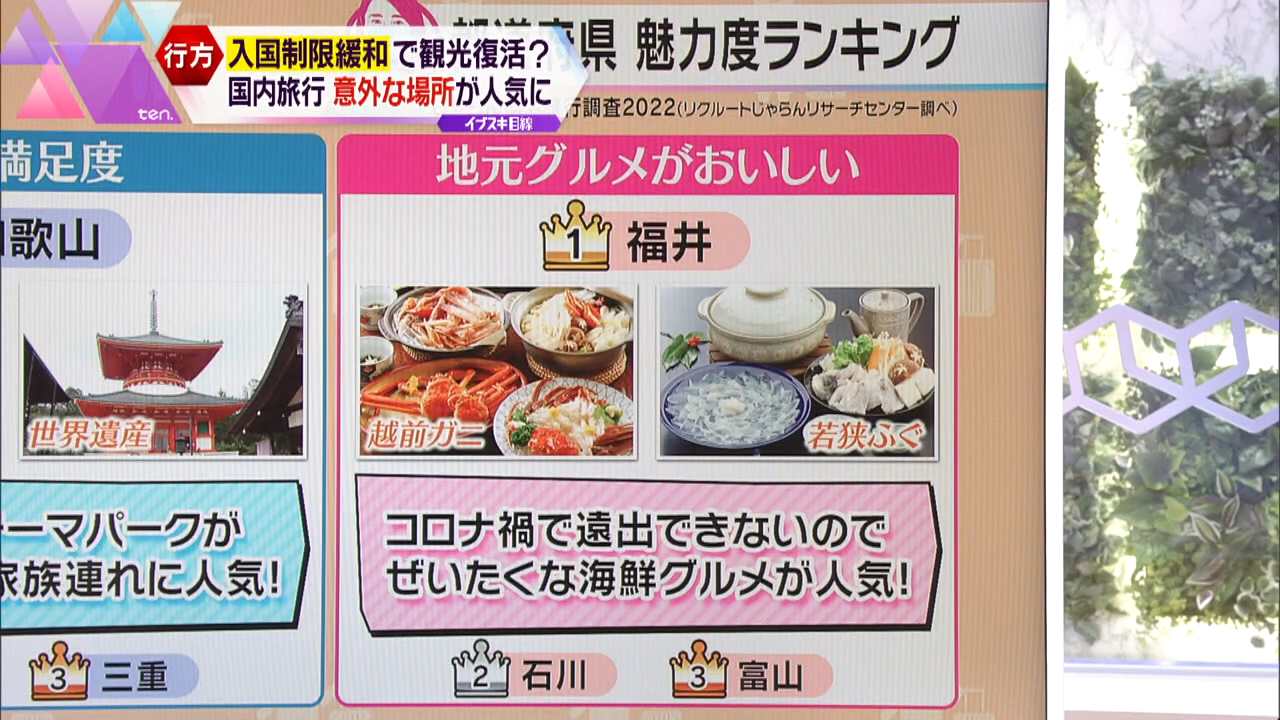 行方
入国制限緩和で観光復活?
国内旅行 意外な場所が人気に
ten.
イブスキ目線
県 魅力度ランキング
行調査2022(リクルートじゃらんリサーチセンター調べ)
満足度
歌山
世界遺産
ーマパークが
家族連れに人気!
3 三重
地元グルメがおいしい
1 福井
越前ガニ
若狭ふぐ
コロナ禍で遠出できないので
ぜいたくな海鮮グルメが人気!
2 石川
3 富山